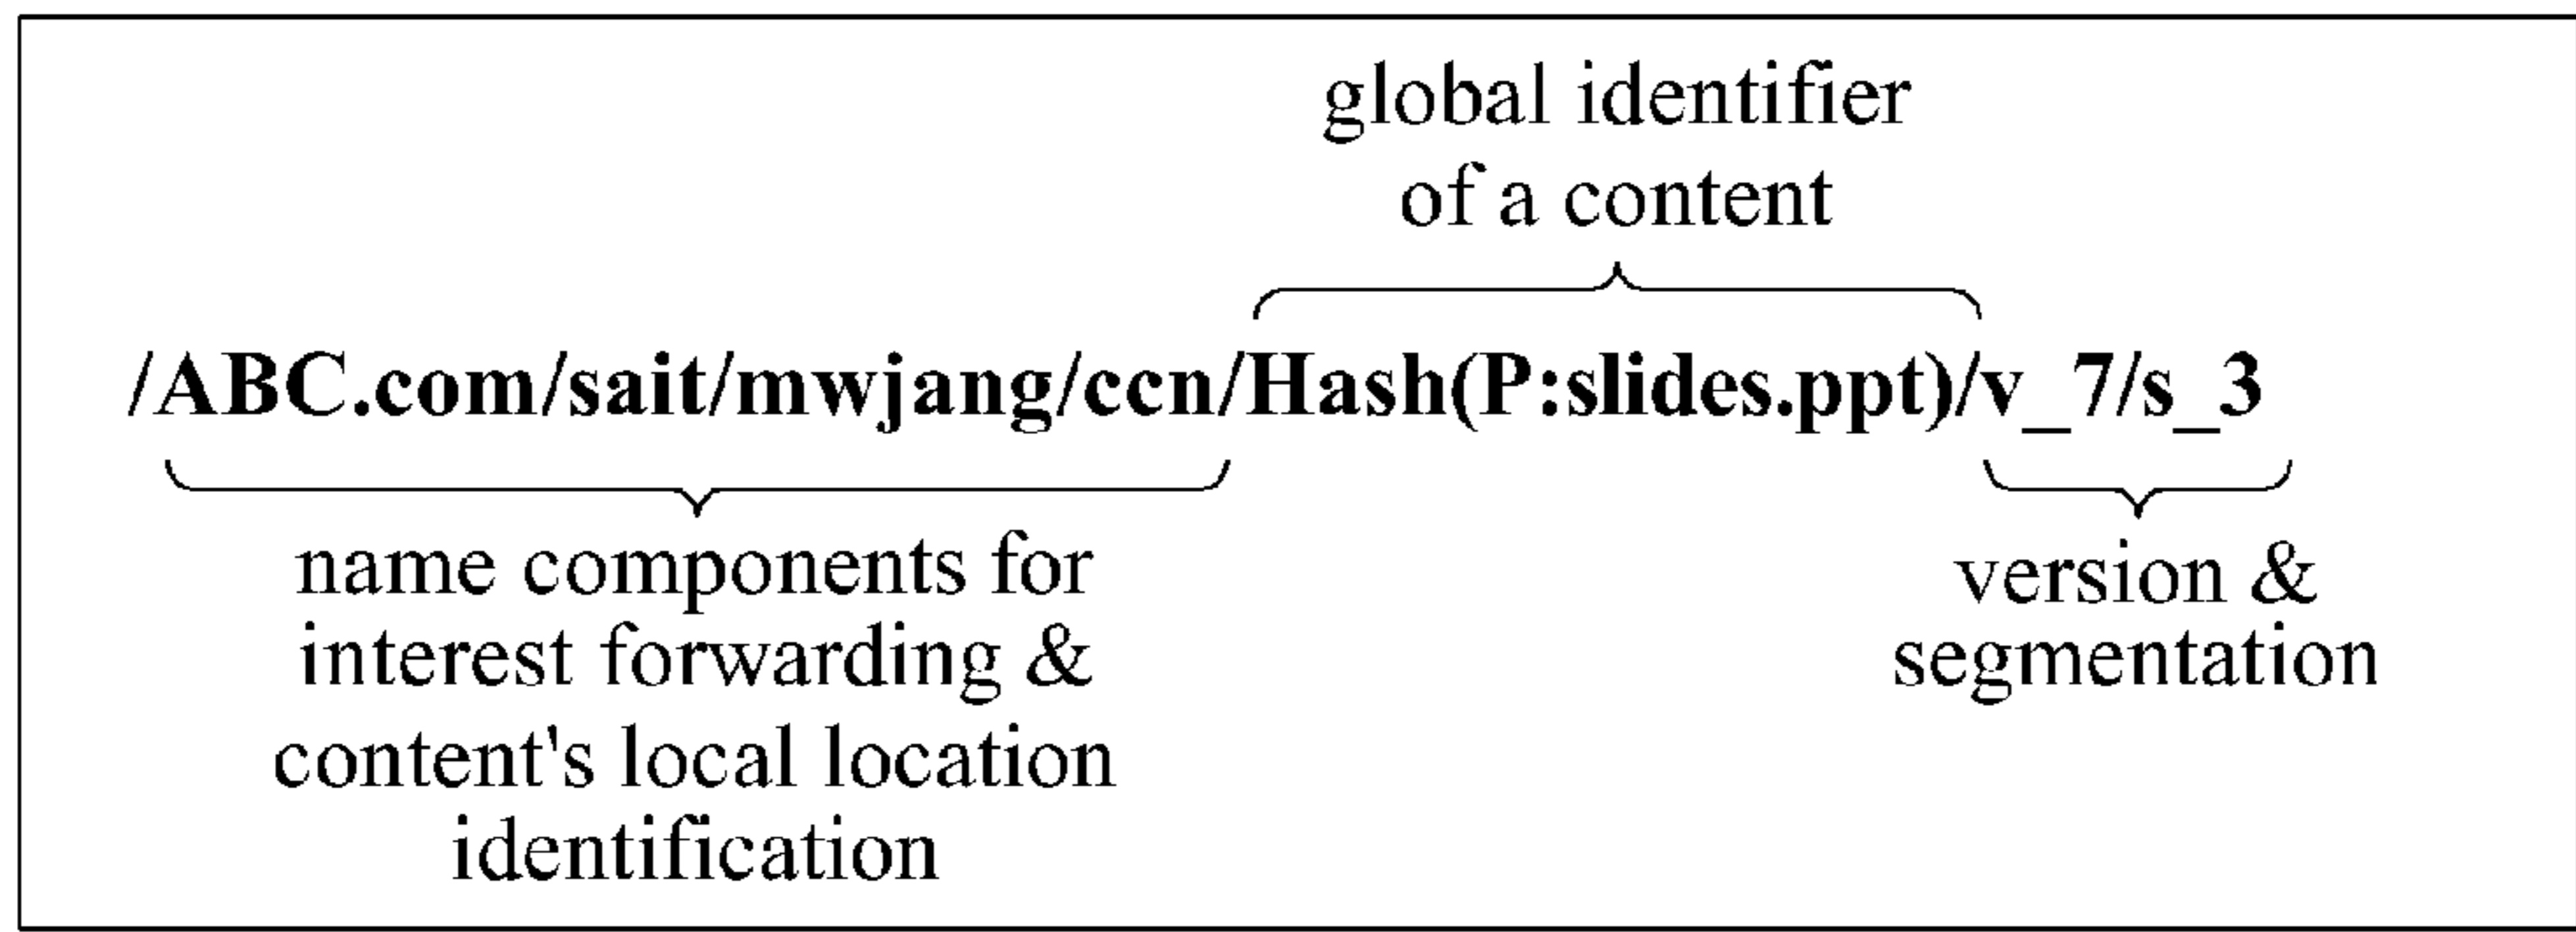 global identifier
of a content
/ABC.com/sait/mwjang/ccn/Hash(P:slides.ppt)/v_7/s_3
name components for
interest forwarding &
content's local location
identification
version &
segmentation